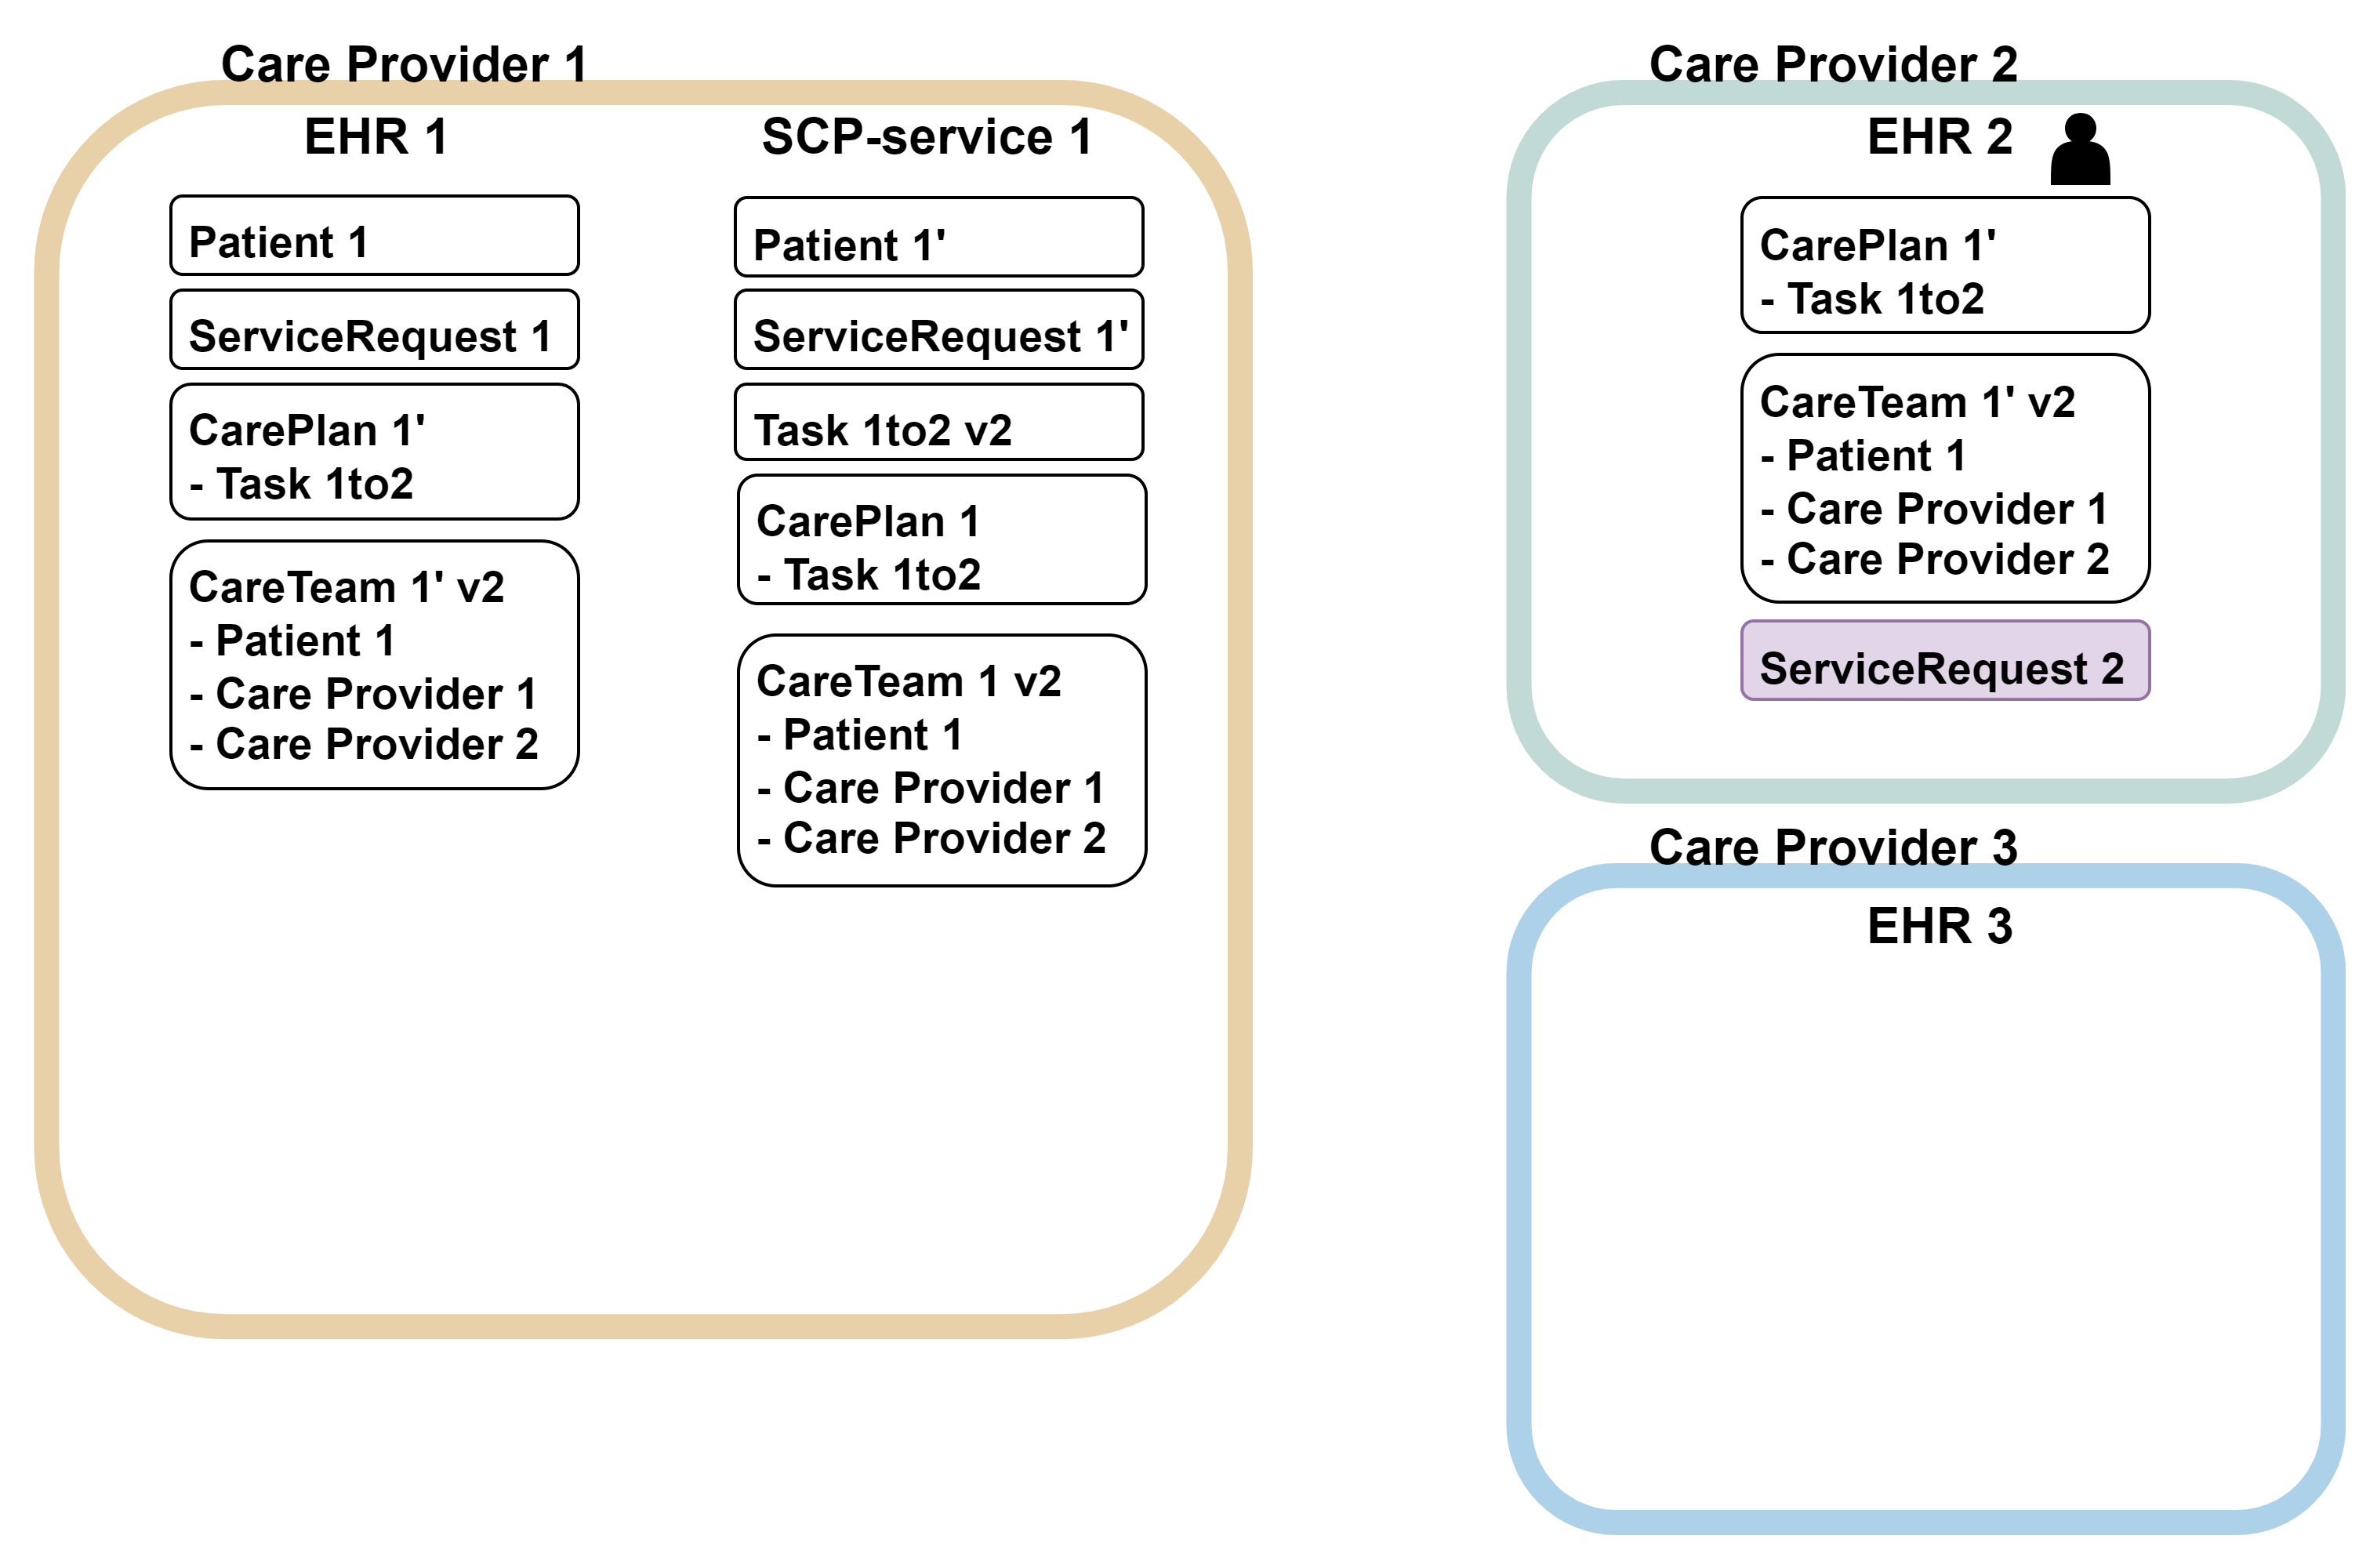 Care Provider 1
EHR 1
Patient 1
ServiceRequest 1
CarePlan 1'
- Task 1to2
CareTeam 1' v2
- Patient 1
- Care Provider 1
- Care Provider 2
SCP-service 1
Patient 1'
ServiceRequest 1'
Task 1to2 v2
CarePlan 1
- Task 1to2
CareTeam 1 v2
- Patient 1
- Care Provider 1
- Care Provider 2
Care Provider 2
EHR 2
CarePlan 1'
- Task 1to2
CareTeam 1' v2
- Patient 1
- Care Provider 1
- Care Provider 2
ServiceRequest 2
Care Provider 3
EHR 3